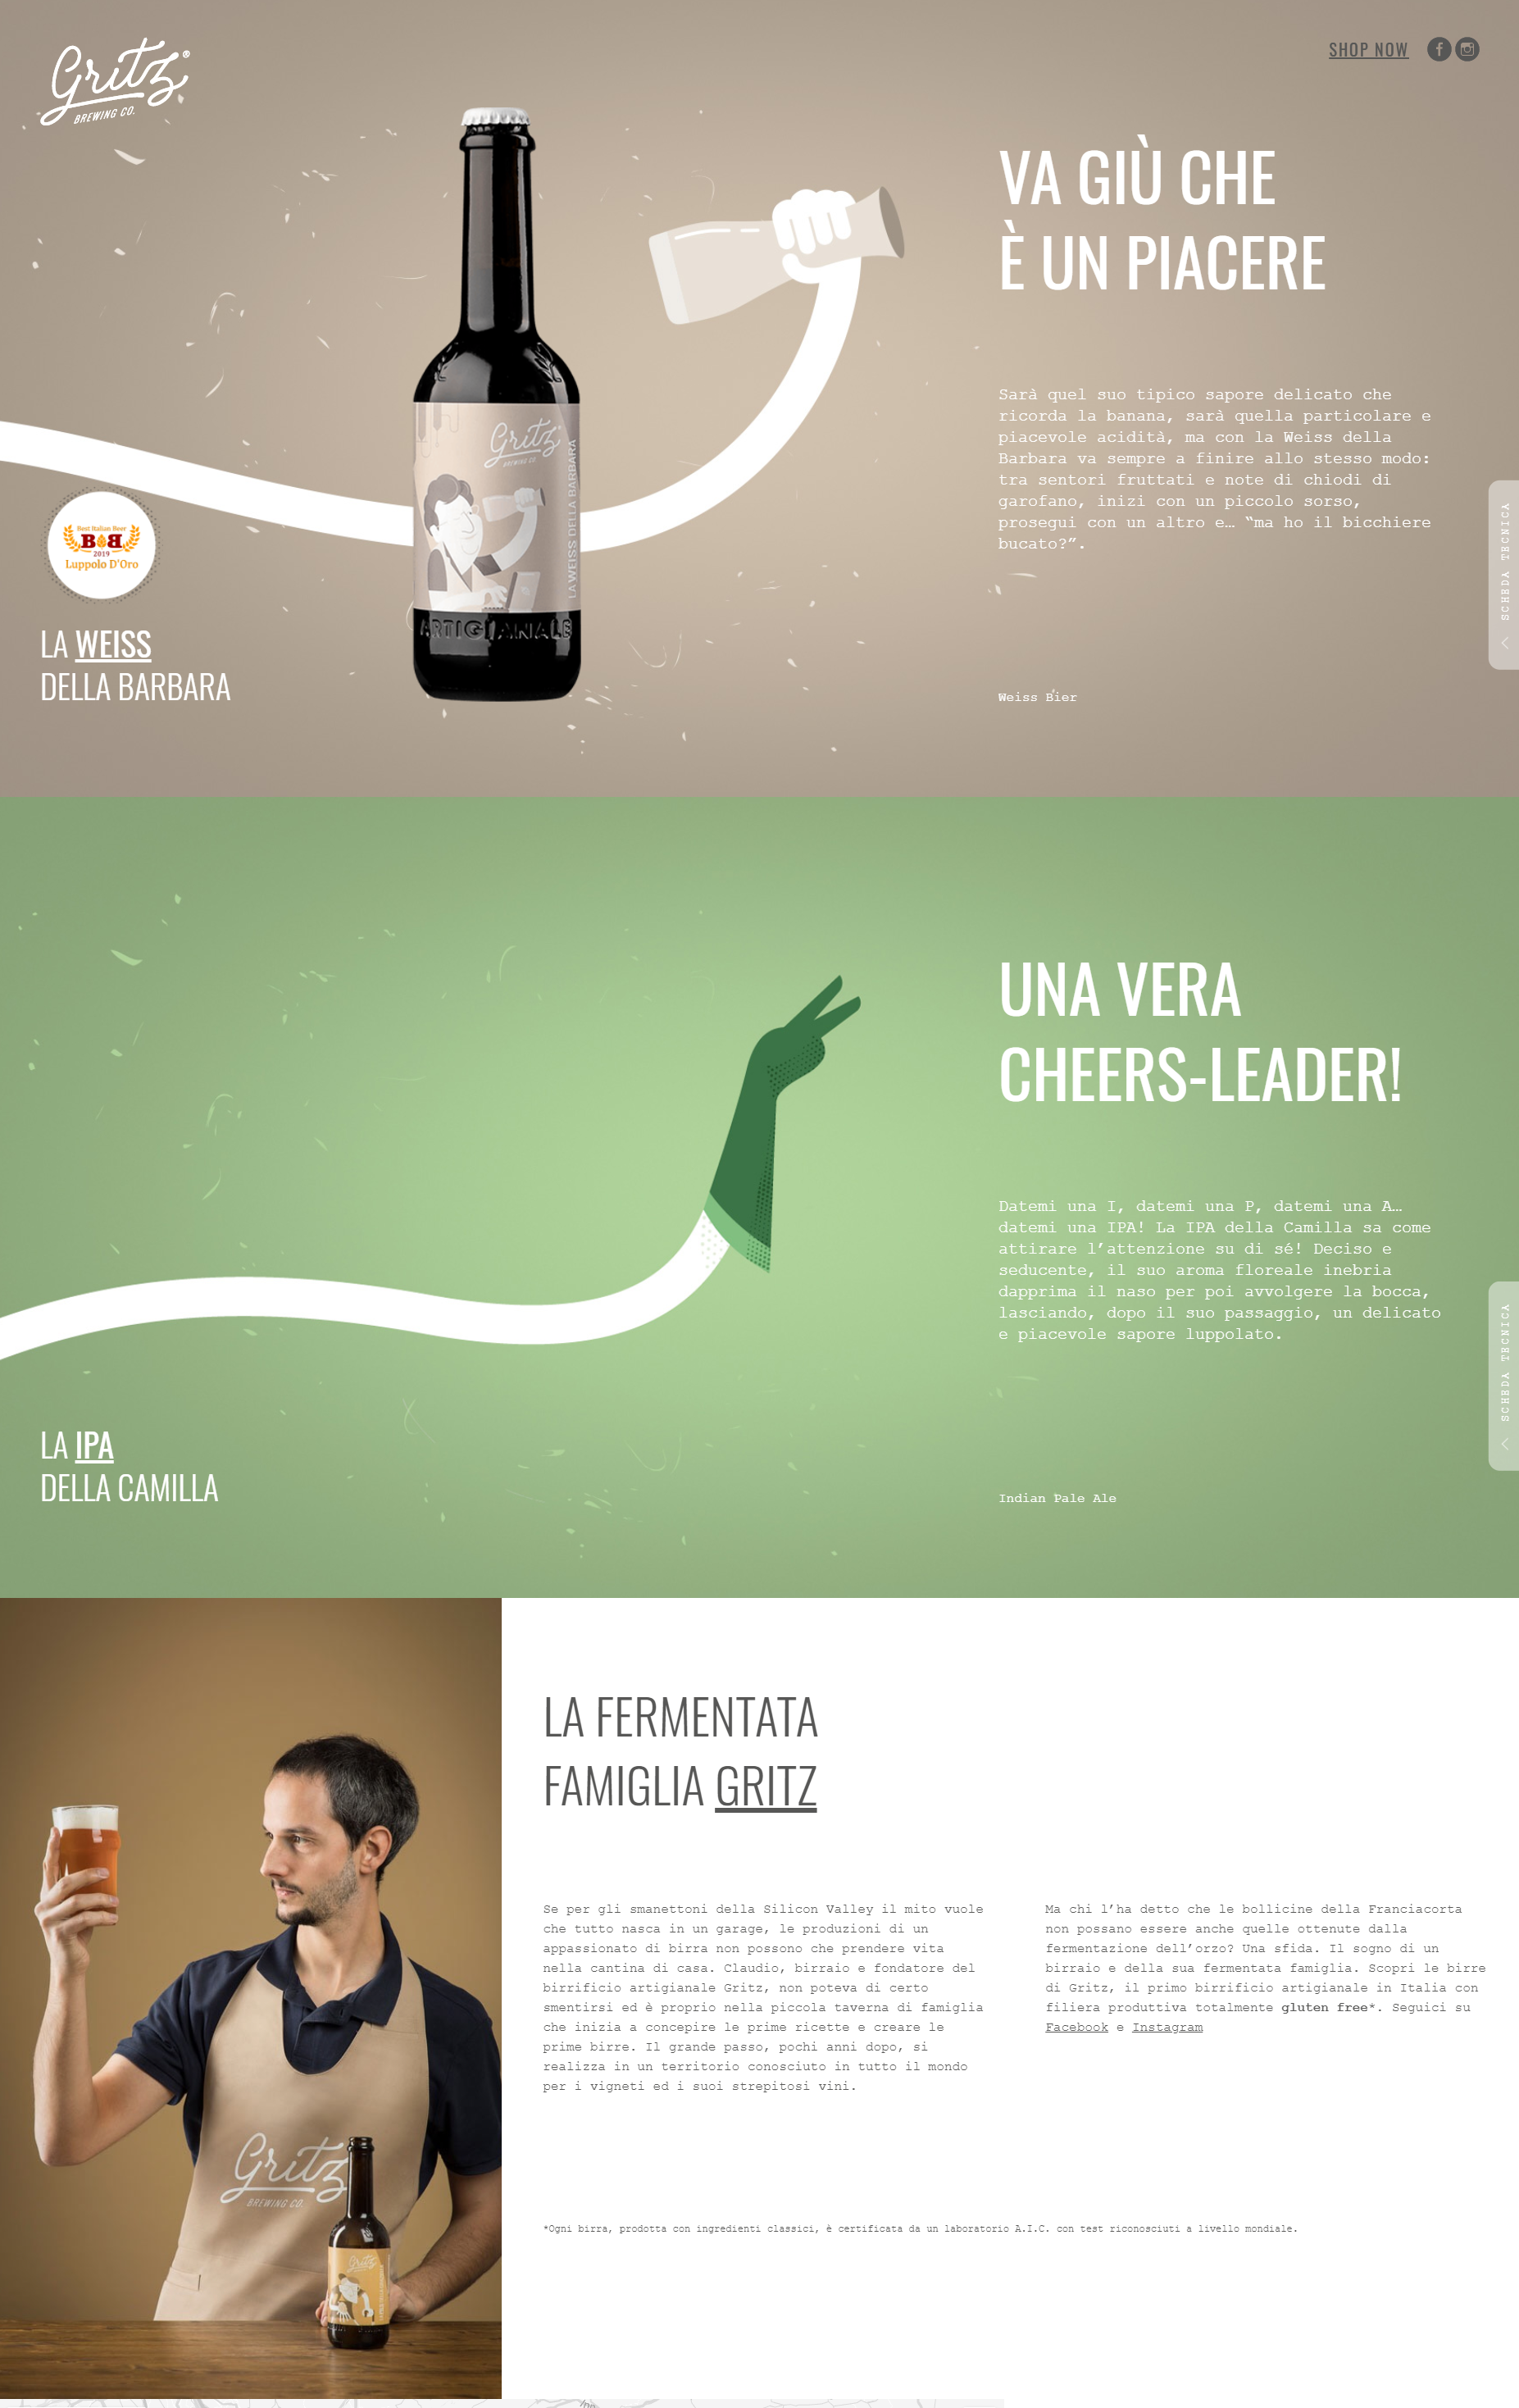 Gritz®
BREWING CO.
SHOP NOW
VA GIÙ CHE
È UN PIACERE
Sarà quel suo tipico sapore delicato che
ricorda la banana, sarà quella particolare e
piacevole acidità, ma con la Weiss della
Barbara va sempre a finire allo stesso modo:
tra sentori fruttati e note di chiodi di
garofano, inizi con un piccolo sorso,
prosegui con un altro e… “ma ho il bicchiere
bucato?”.
Gritz
BREWING CO.
LA WEISS DELLA BARBARA
ARTIGIANALE
SCHEDA TECNICA
Best Italian Beer
BIB
2019
Luppolo D'Oro
LA WEISS
DELLA BARBARA
Weiss Bier
UNA VERA
CHEERS-LEADER!
Datemi una I, datemi una P, datemi una A…
datemi una IPA! La IPA della Camilla sa come
attirare l’attenzione su di sé! Deciso e
seducente, il suo aroma floreale inebria
dapprima il naso per poi avvolgere la bocca,
lasciando, dopo il suo passaggio, un delicato
e piacevole sapore luppolato.
SCHEDA TECNICA
LA IPA
DELLA CAMILLA
Indian Pale Ale
LA FERMENTATA
FAMIGLIA GRITZ
Se per gli smanettoni della Silicon Valley il mito vuole
che tutto nasca in un garage, le produzioni di un
appassionato di birra non possono che prendere vita
nella cantina di casa. Claudio, birraio e fondatore del
birrificio artigianale Gritz, non poteva di certo
smentirsi ed è proprio nella piccola taverna di famiglia
che inizia a concepire le prime ricette e creare le
prime birre. Il grande passo, pochi anni dopo, si
realizza in un territorio conosciuto in tutto il mondo
per i vigneti ed i suoi strepitosi vini.
Ma chi l’ha detto che le bollicine della Franciacorta
non possano essere anche quelle ottenute dalla
fermentazione dell’orzo? Una sfida. Il sogno di un
birraio e della sua fermentata famiglia. Scopri le birre
di Gritz, il primo birrificio artigianale in Italia con
filiera produttiva totalmente gluten free*. Seguici su
Facebook e Instagram
Gritz
BREWING CO.
Gritz
*Ogni birra, prodotta con ingredienti classici, è certificata da un laboratorio A.I.C. con test riconosciuti a livello mondiale.